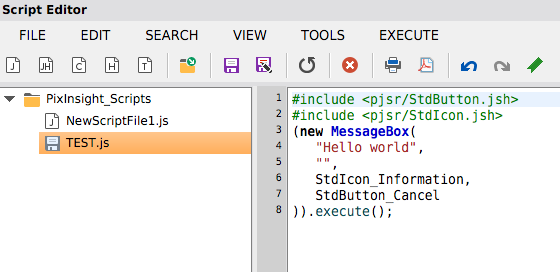 Script Editor
FILE EDIT SEARCH VIEW TOOLS EXECUTE
J JH C H T
PixInsight_Scripts
J NewScriptFile1.js
TEST.js
1 #include <pjsr/StdButton.jsh>
2 #include <pjsr/StdIcon.jsh>
3 (new MessageBox(
4 "Hello world",
5 "",
6 StdIcon_Information,
7 StdButton_Cancel
8 )).execute();